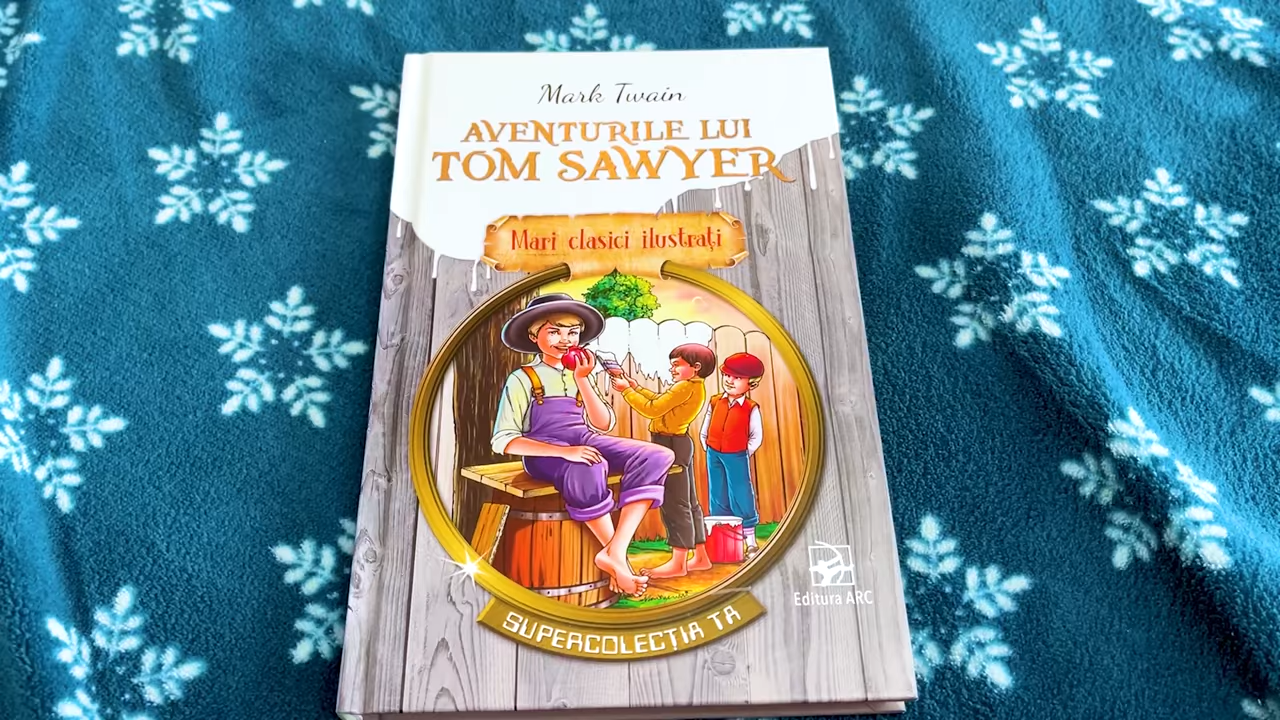 Mark Twain
AVENTURILE LUI
TOM SAWYER
Mari clasici ilustrați
SUPERCOLECȚIA TA
Editura ARC